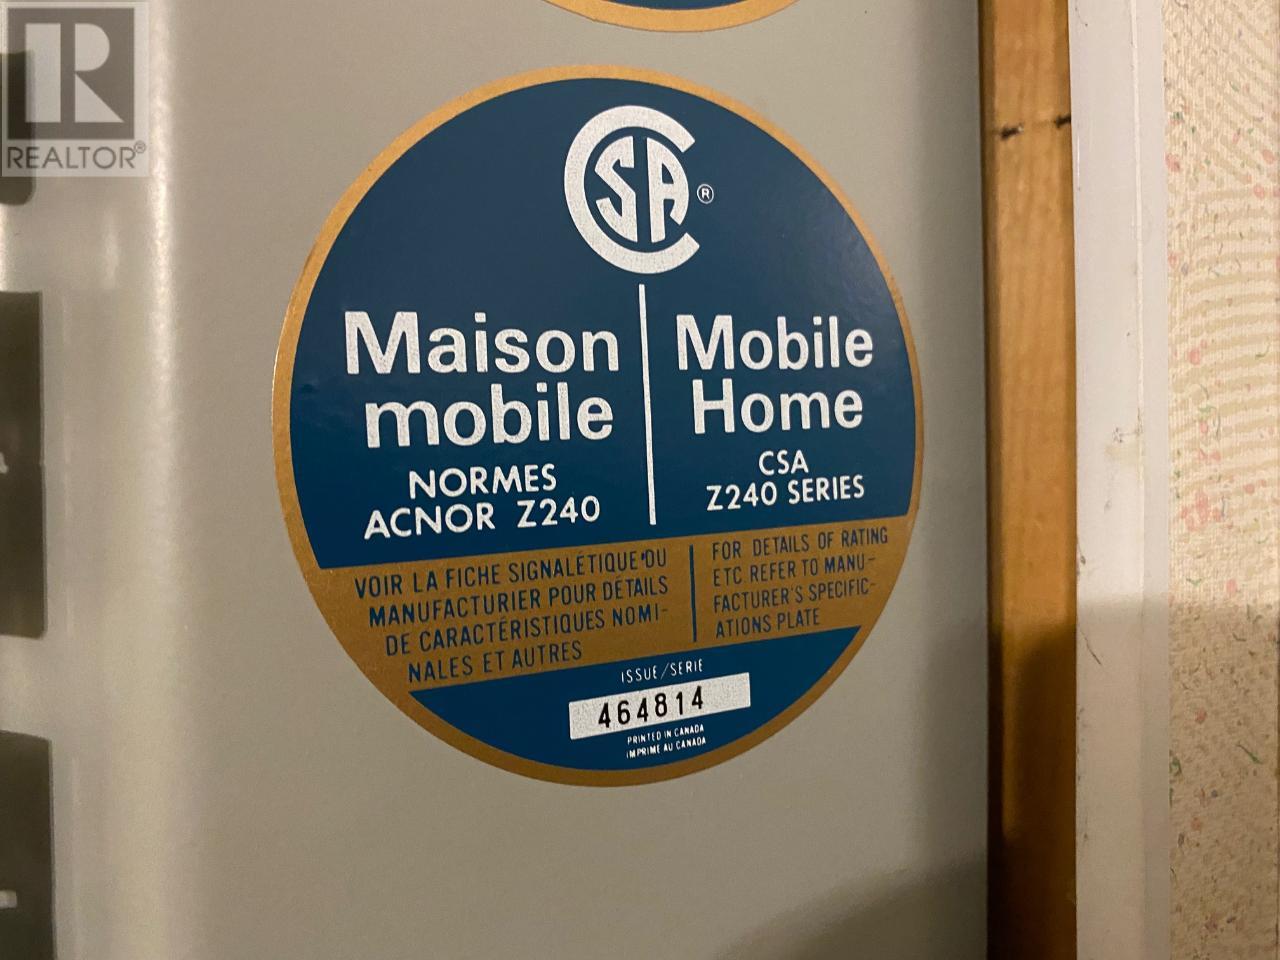 REALTOR®
CSA®
Maison
mobile
NORMES
ACNOR Z240
Mobile
Home
CSA
Z240 SERIES
VOIR LA FICHE SIGNALÉTIQUE DU
MANUFACTURIER POUR DÉTAILS
DE CARACTÉRISTIQUES NOMI-
NALES ET AUTRES
FOR DETAILS OF RATING
ETC. REFER TO MANU-
FACTURER'S SPECIFIC-
ATIONS PLATE
ISSUE/SERIE
464814
PRINTED IN CANADA
IMPRIMÉ AU CANADA